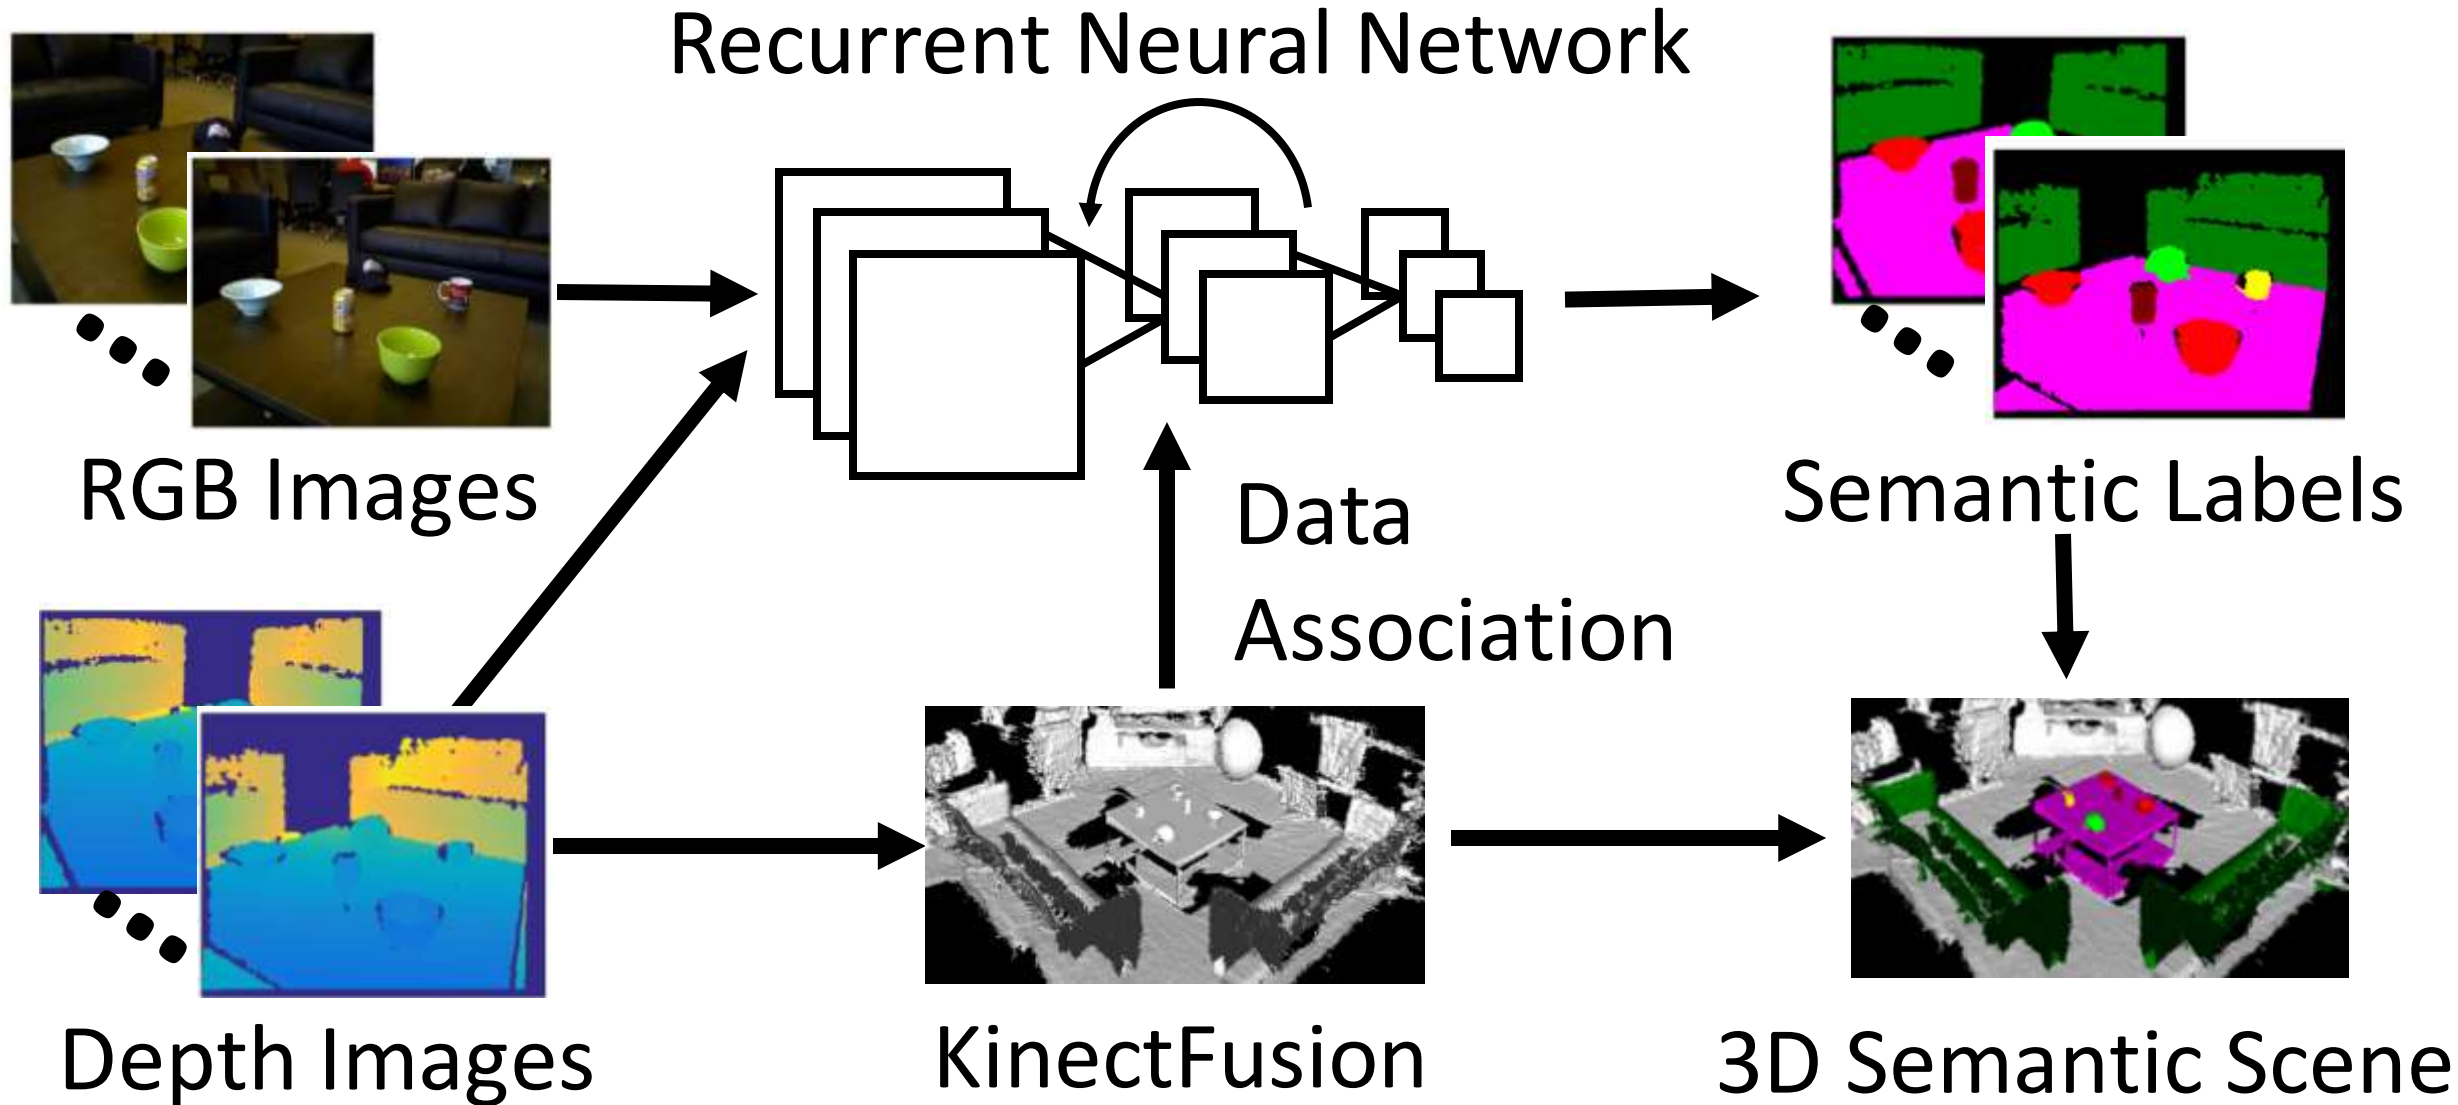 Recurrent Neural Network
RGB Images
Data
Association
Semantic Labels
Depth Images
KinectFusion
3D Semantic Scene